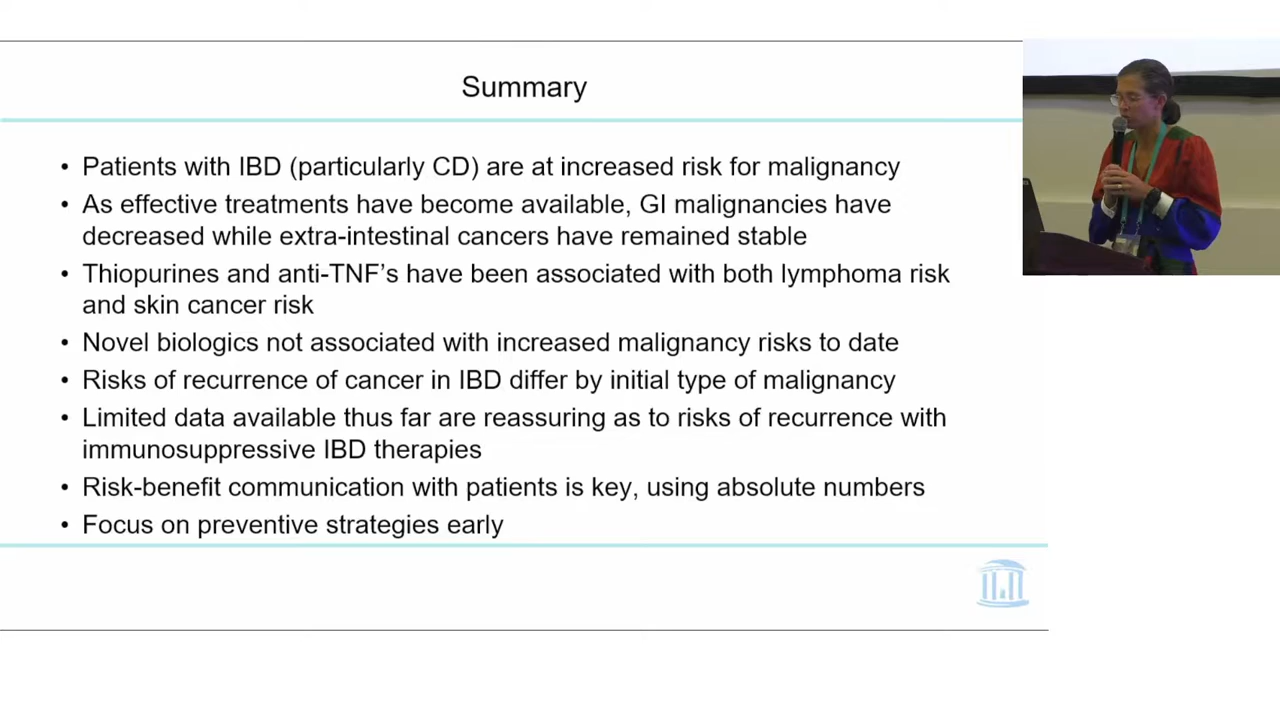 Summary
• Patients with IBD (particularly CD) are at increased risk for malignancy
• As effective treatments have become available, GI malignancies have
decreased while extra-intestinal cancers have remained stable
• Thiopurines and anti-TNF's have been associated with both lymphoma risk
and skin cancer risk
• Novel biologics not associated with increased malignancy risks to date
• Risks of recurrence of cancer in IBD differ by initial type of malignancy
• Limited data available thus far are reassuring as to risks of recurrence with
immunosuppressive IBD therapies
• Risk-benefit communication with patients is key, using absolute numbers
• Focus on preventive strategies early